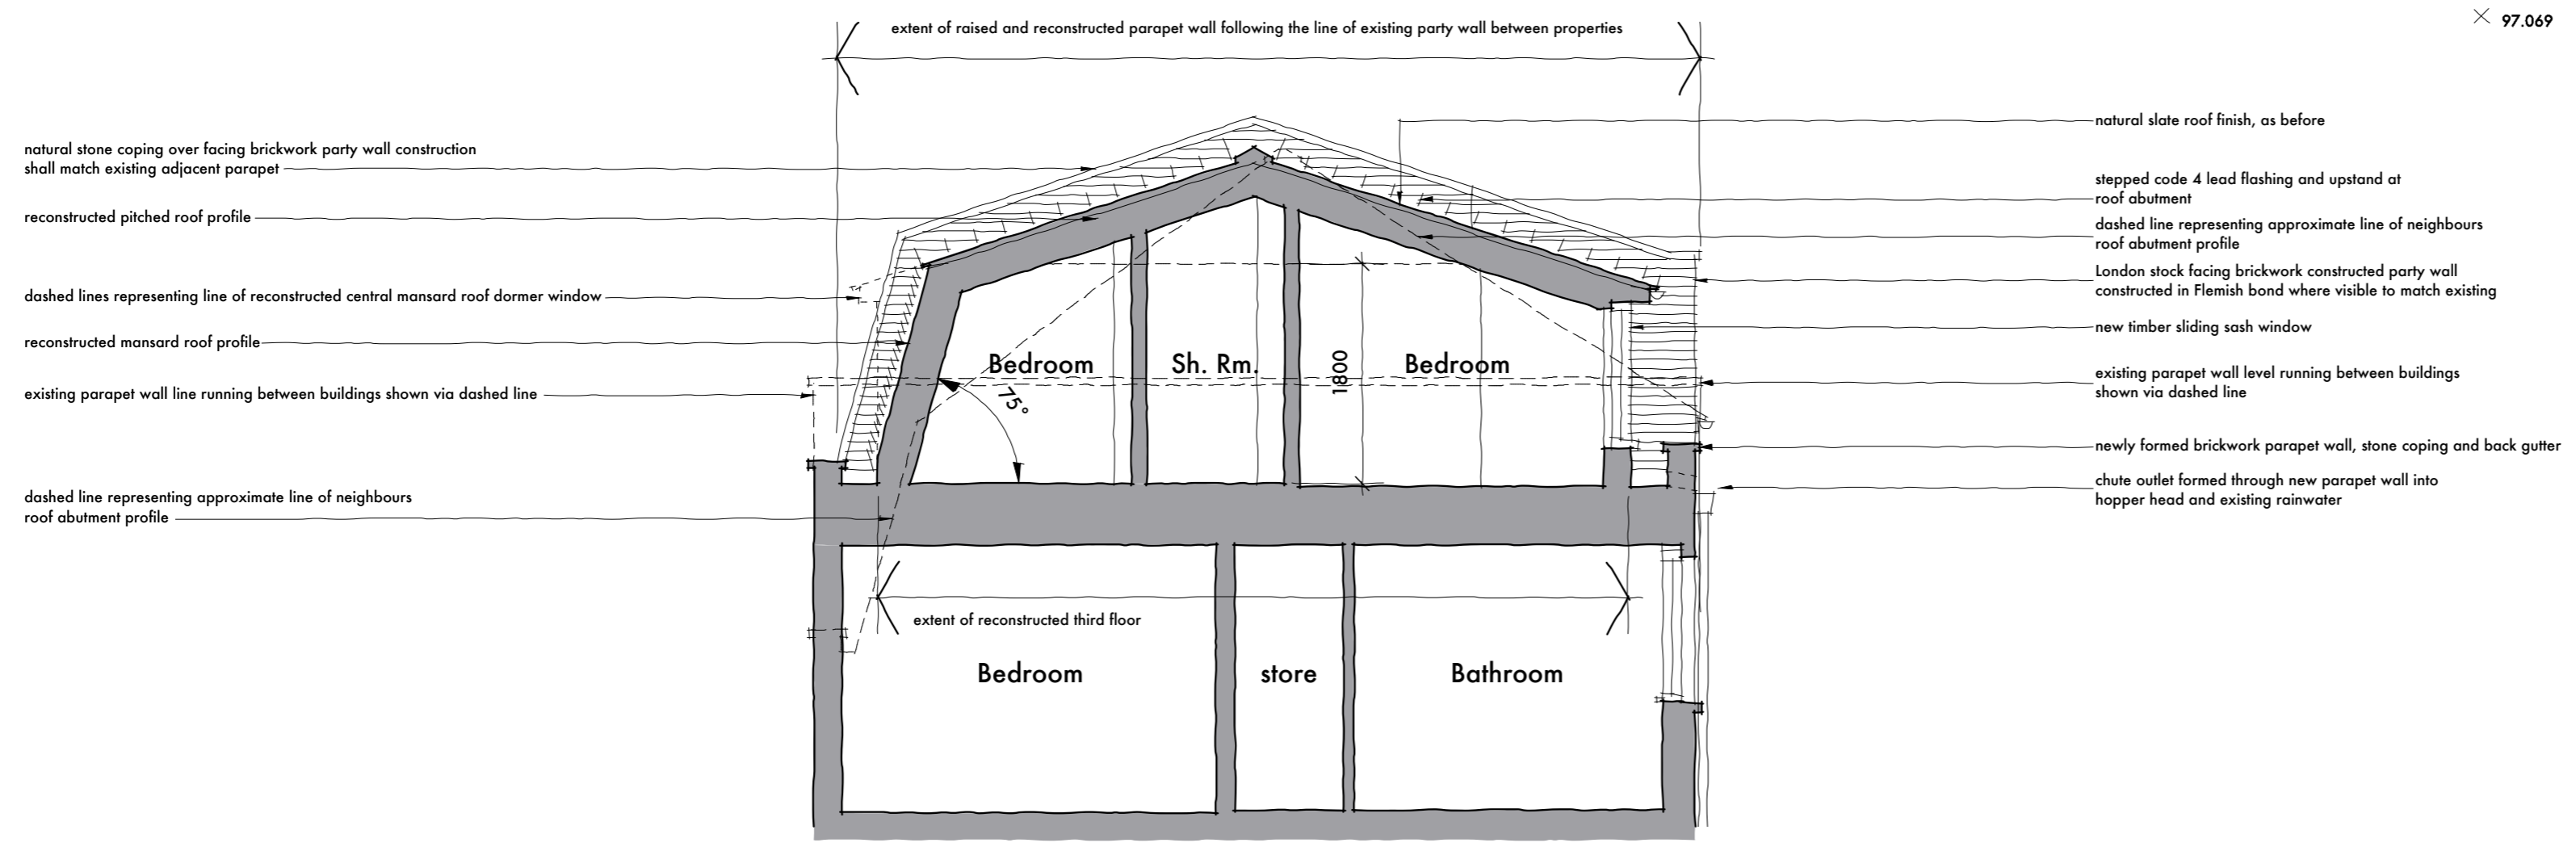 extent of raised and reconstructed parapet wall following the line of existing party wall between properties
97.069
natural stone coping over facing brickwork party wall construction
shall match existing adjacent parapet
reconstructed pitched roof profile
dashed lines representing line of reconstructed central mansard roof dormer window
reconstructed mansard roof profile
existing parapet wall line running between buildings shown via dashed line
dashed line representing approximate line of neighbours
roof abutment profile
natural slate roof finish, as before
stepped code 4 lead flashing and upstand at
roof abutment
dashed line representing approximate line of neighbours
roof abutment profile
London stock facing brickwork constructed party wall
constructed in Flemish bond where visible to match existing
new timber sliding sash window
existing parapet wall level running between buildings
shown via dashed line
newly formed brickwork parapet wall, stone coping and back gutter
chute outlet formed through new parapet wall into
hopper head and existing rainwater
Bedroom
Sh. Rm.
1800
Bedroom
75°
extent of reconstructed third floor
Bedroom
store
Bathroom